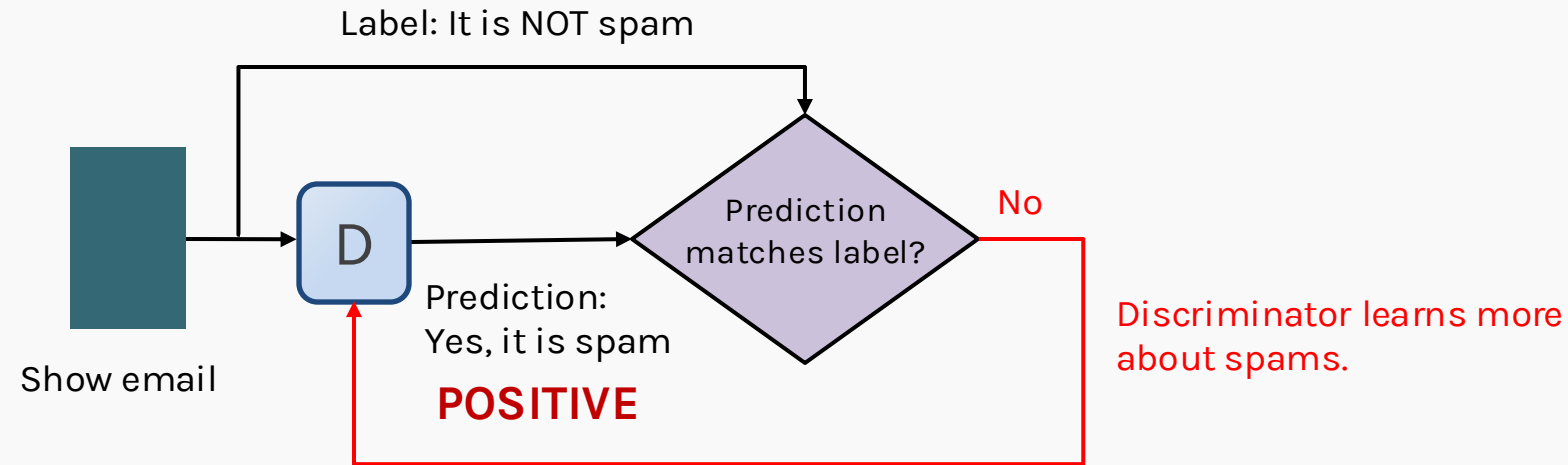 Label: It is NOT spam
Prediction
matches label?
No
D
Prediction:
Yes, it is spam
POSITIVE
Show email
Discriminator learns more
about spams.